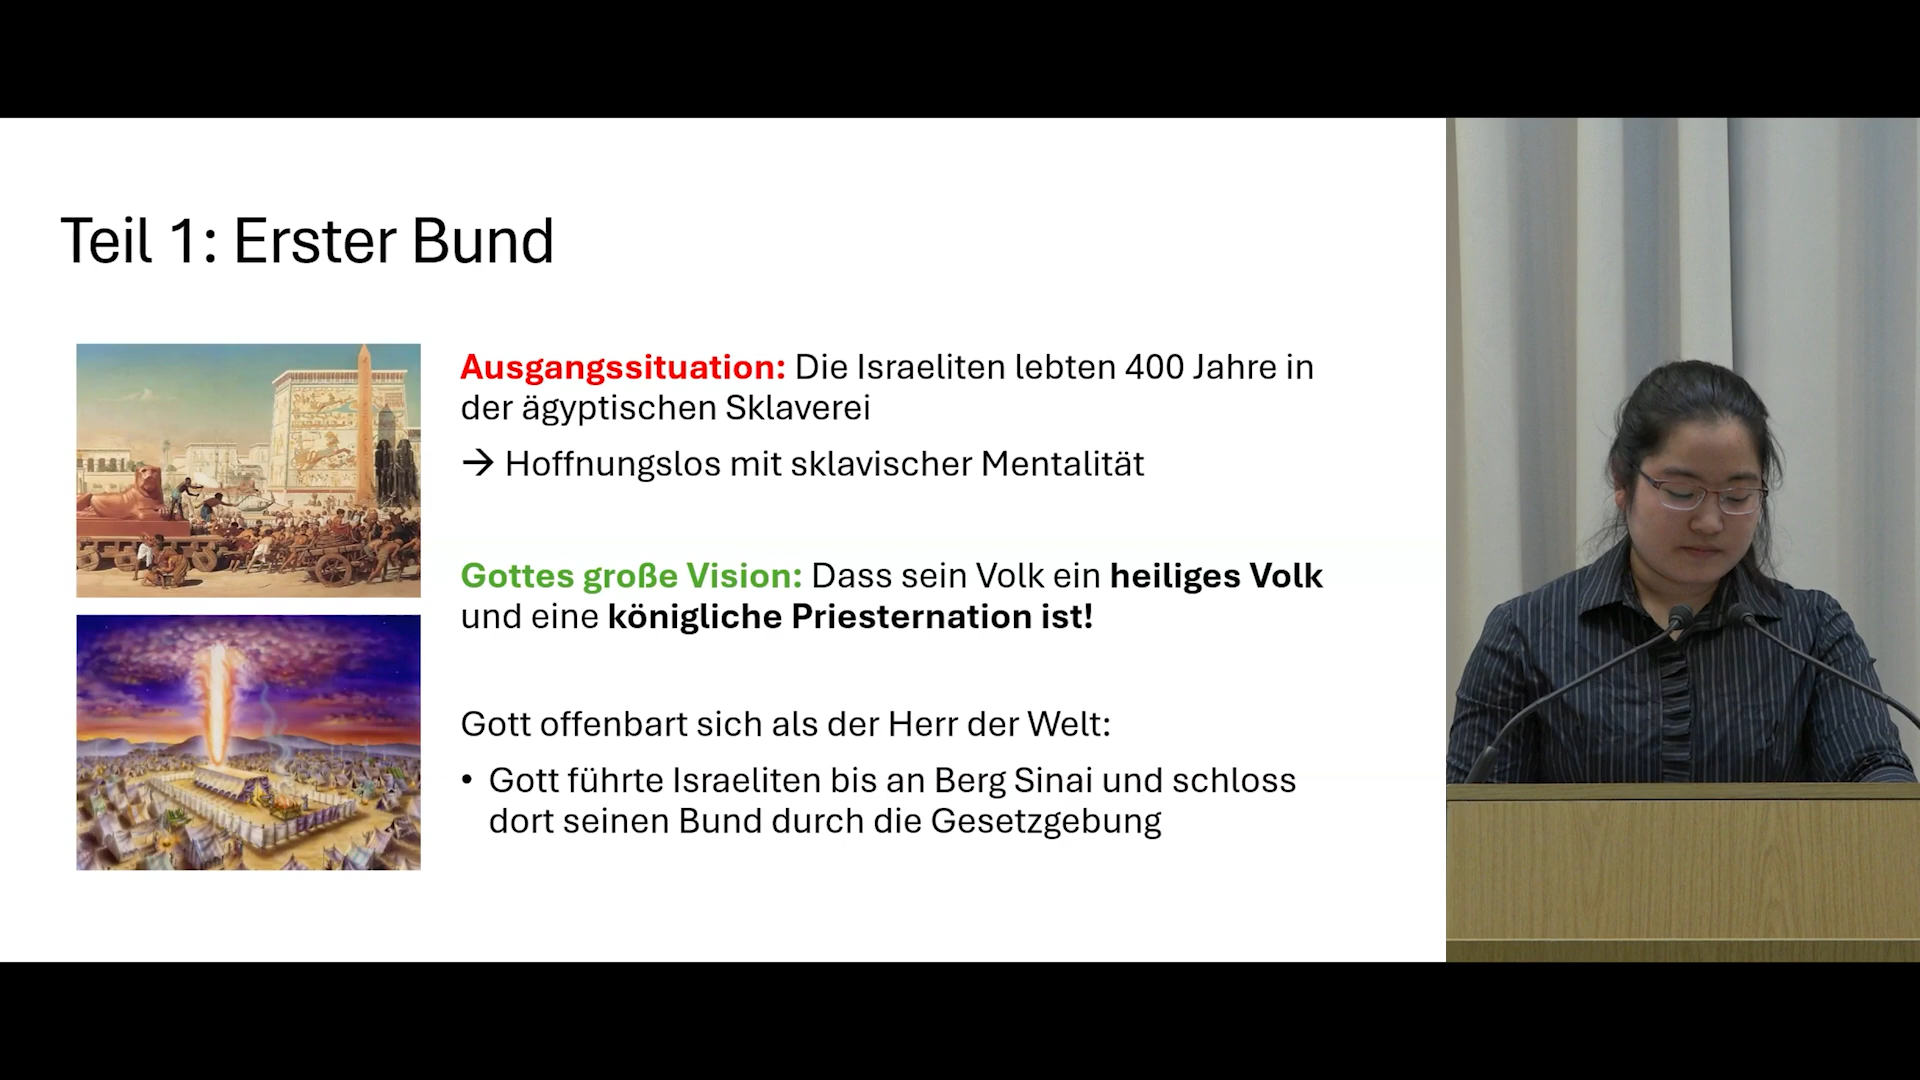 Teil 1: Erster Bund
Ausgangssituation: Die Israeliten lebten 400 Jahre in
der ägyptischen Sklaverei
→ Hoffnungslos mit sklavischer Mentalität
Gottes große Vision: Dass sein Volk ein heiliges Volk
und eine königliche Priesternation ist!
Gott offenbart sich als der Herr der Welt:
• Gott führte Israeliten bis an Berg Sinai und schloss
dort seinen Bund durch die Gesetzgebung